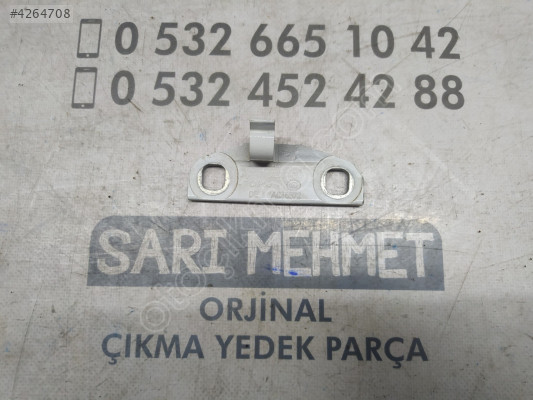 #4264708
0 532 665 10 42
0 532 452 42 88
SARI MEHMET
ORJİNAL
ÇIKMA YEDEK PARÇA